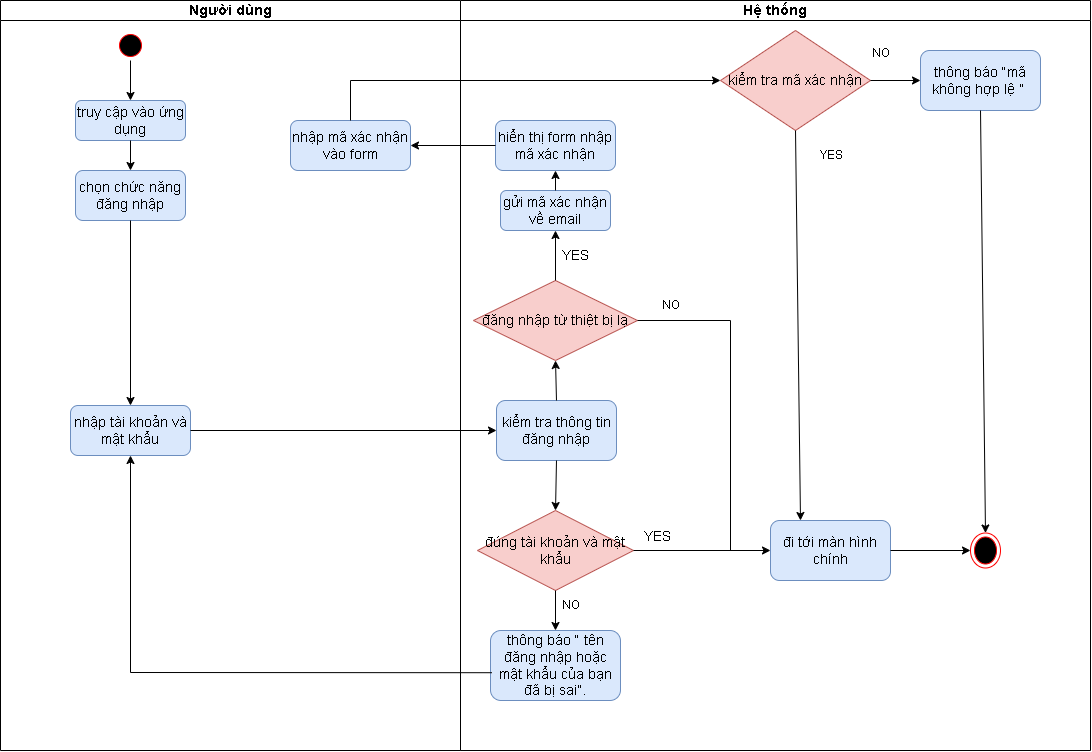 Người dùng
Hệ thống
truy cập vào ứng
dụng
chọn chức năng
đăng nhập
nhập tài khoản và
mật khẩu
nhập mã xác nhận
vào form
kiểm tra mã xác nhận
NO
thông báo "mã
không hợp lệ "
YES
hiển thị form nhập
mã xác nhận
gửi mã xác nhận
về email
YES
đăng nhập từ thiệt bị lạ
NO
kiểm tra thông tin
đăng nhập
đúng tài khoản và mật
khẩu
YES
đi tới màn hình
chính
NO
thông báo " tên
đăng nhập hoặc
mật khẩu của bạn
đã bị sai".